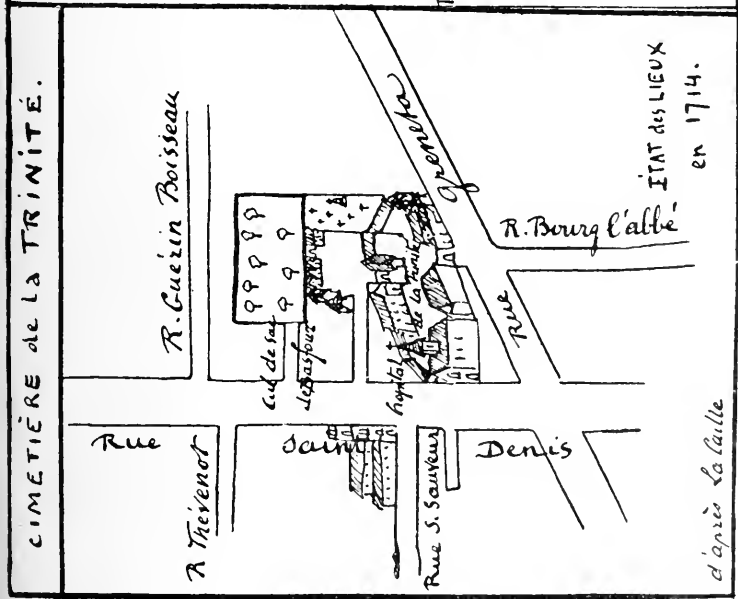 CIMETIÈRE de la TRINITÉ.
R. Guérin Boisseau
Cul de sac
de Basfour
hopital de la Trinité
greneta
ÉTAT des LIEUX
en 1714.
R. Bourg l'abbé
Rue
Rue Saint Denis
R Thévenot
Rue S. Sauveur
d'après La Caille